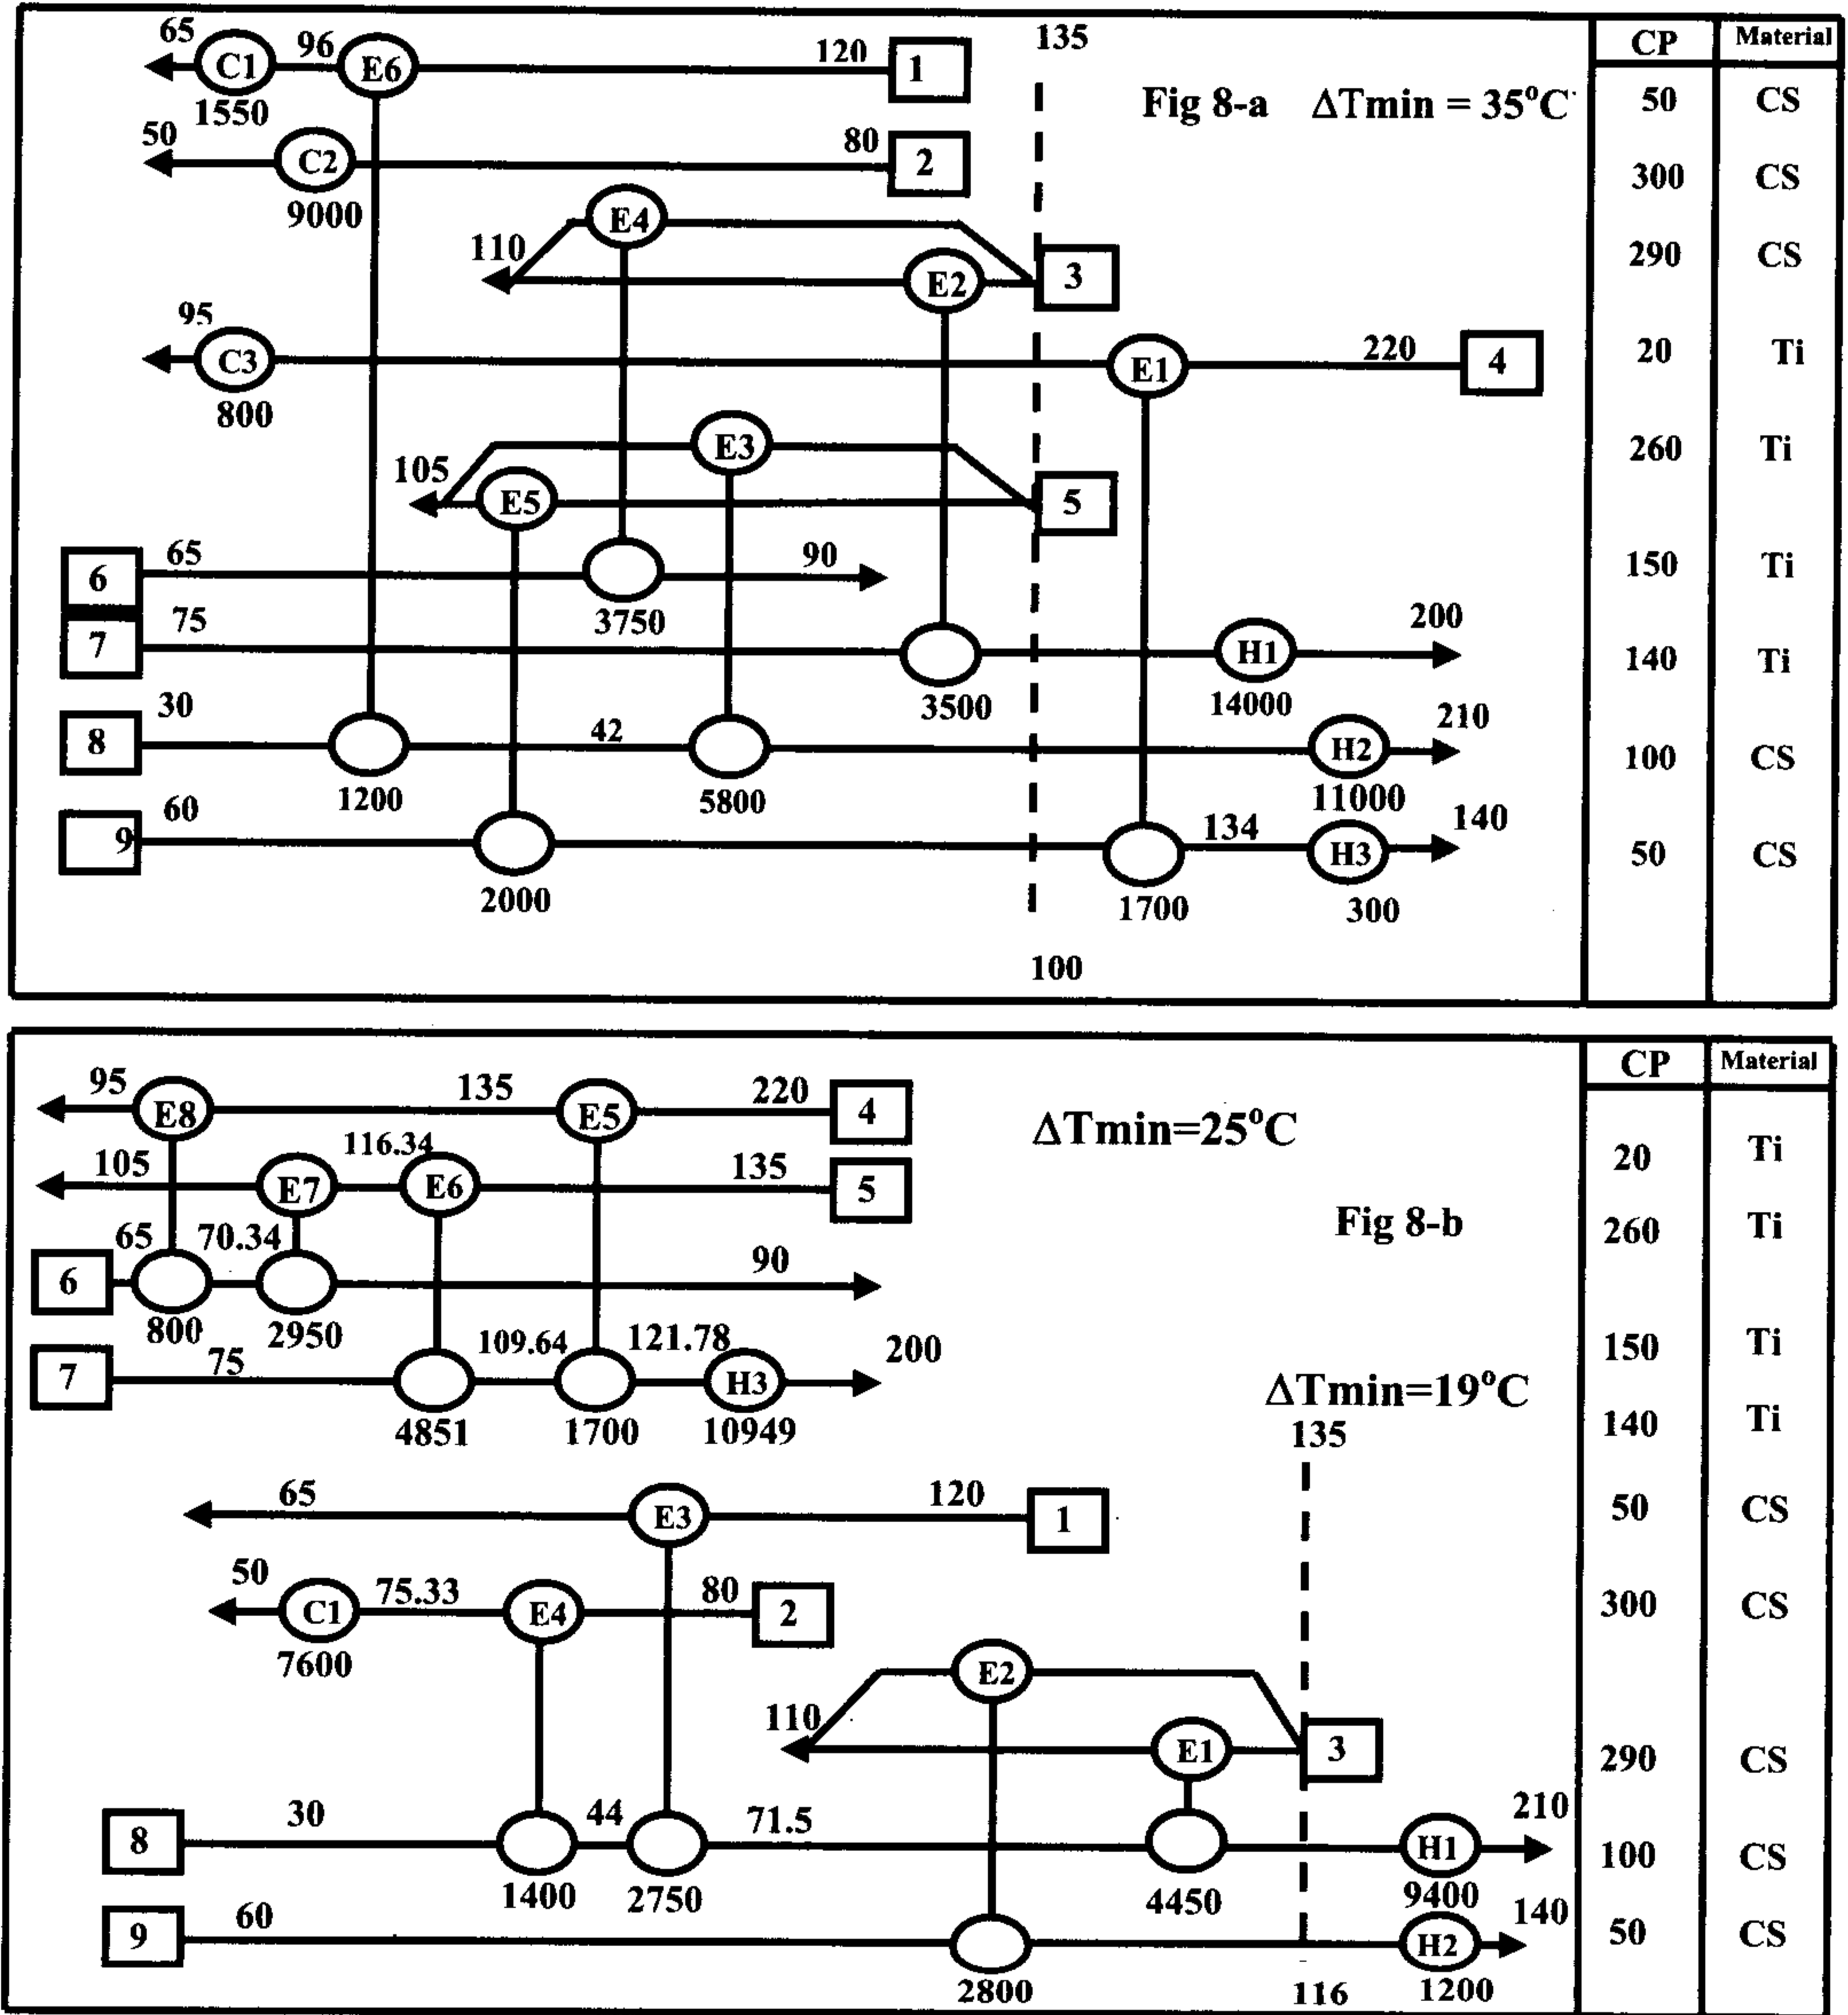 CP Material
65 C1 96 E6 120 1 135
1550
Fig 8-a ΔTmin = 35°C 50 CS
50 C2 80 2
9000
300 CS
E4
110 E2 3 290 CS
95 C3 E1 220 4 20 Ti
800
E3 260 Ti
105 E5 5
6 65 90 150 Ti
3750
7 75 H1 200 140 Ti
3500 14000
8 30 42 H2 210 100 CS
1200 5800 11000
9 60 134 H3 140 50 CS
2000 1700 300
100
CP Material
95 E8 135 E5 220 4 ΔTmin=25°C 20 Ti
105 E7 116.34 E6 135 5 Fig 8-b 260 Ti
6 65 70.34 90 150 Ti
800 2950
7 75 109.64 121.78 H3 200 140 Ti
4851 1700 10949
ΔTmin=19°C
135
65 E3 120 1 50 CS
50 C1 75.33 E4 80 2 300 CS
7600
E2
110 E1 3 290 CS
8 30 44 71.5 H1 210 100 CS
1400 2750 4450 9400
9 60 H2 140 50 CS
2800 116 1200